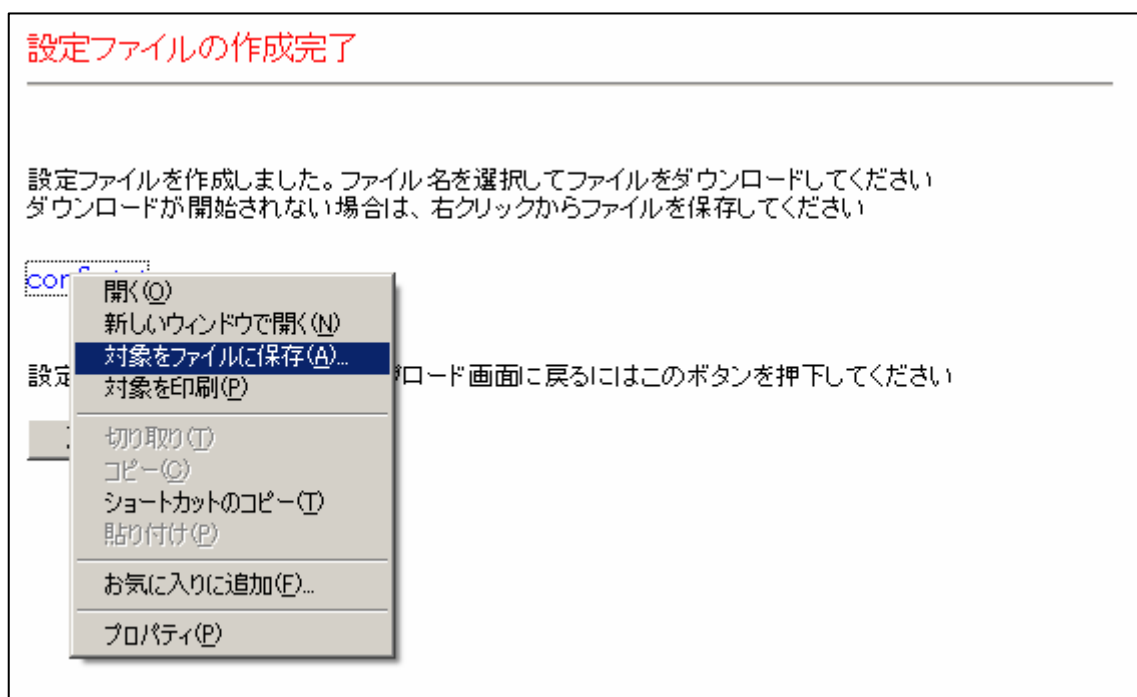 設定ファイルの作成完了
設定ファイルを作成しました。ファイル名を選択してファイルをダウンロードしてください
ダウンロードが開始されない場合は、右クリックからファイルを保存してください
開く(O)
新しいウィンドウで開く(N)
対象をファイルに保存(A)...
対象を印刷(P)
切り取り(T)
コピー(C)
ショートカットのコピー(T)
貼り付け(P)
お気に入りに追加(F)...
プロパティ(P)
設定
ロード画面に戻るにはこのボタンを押下してください